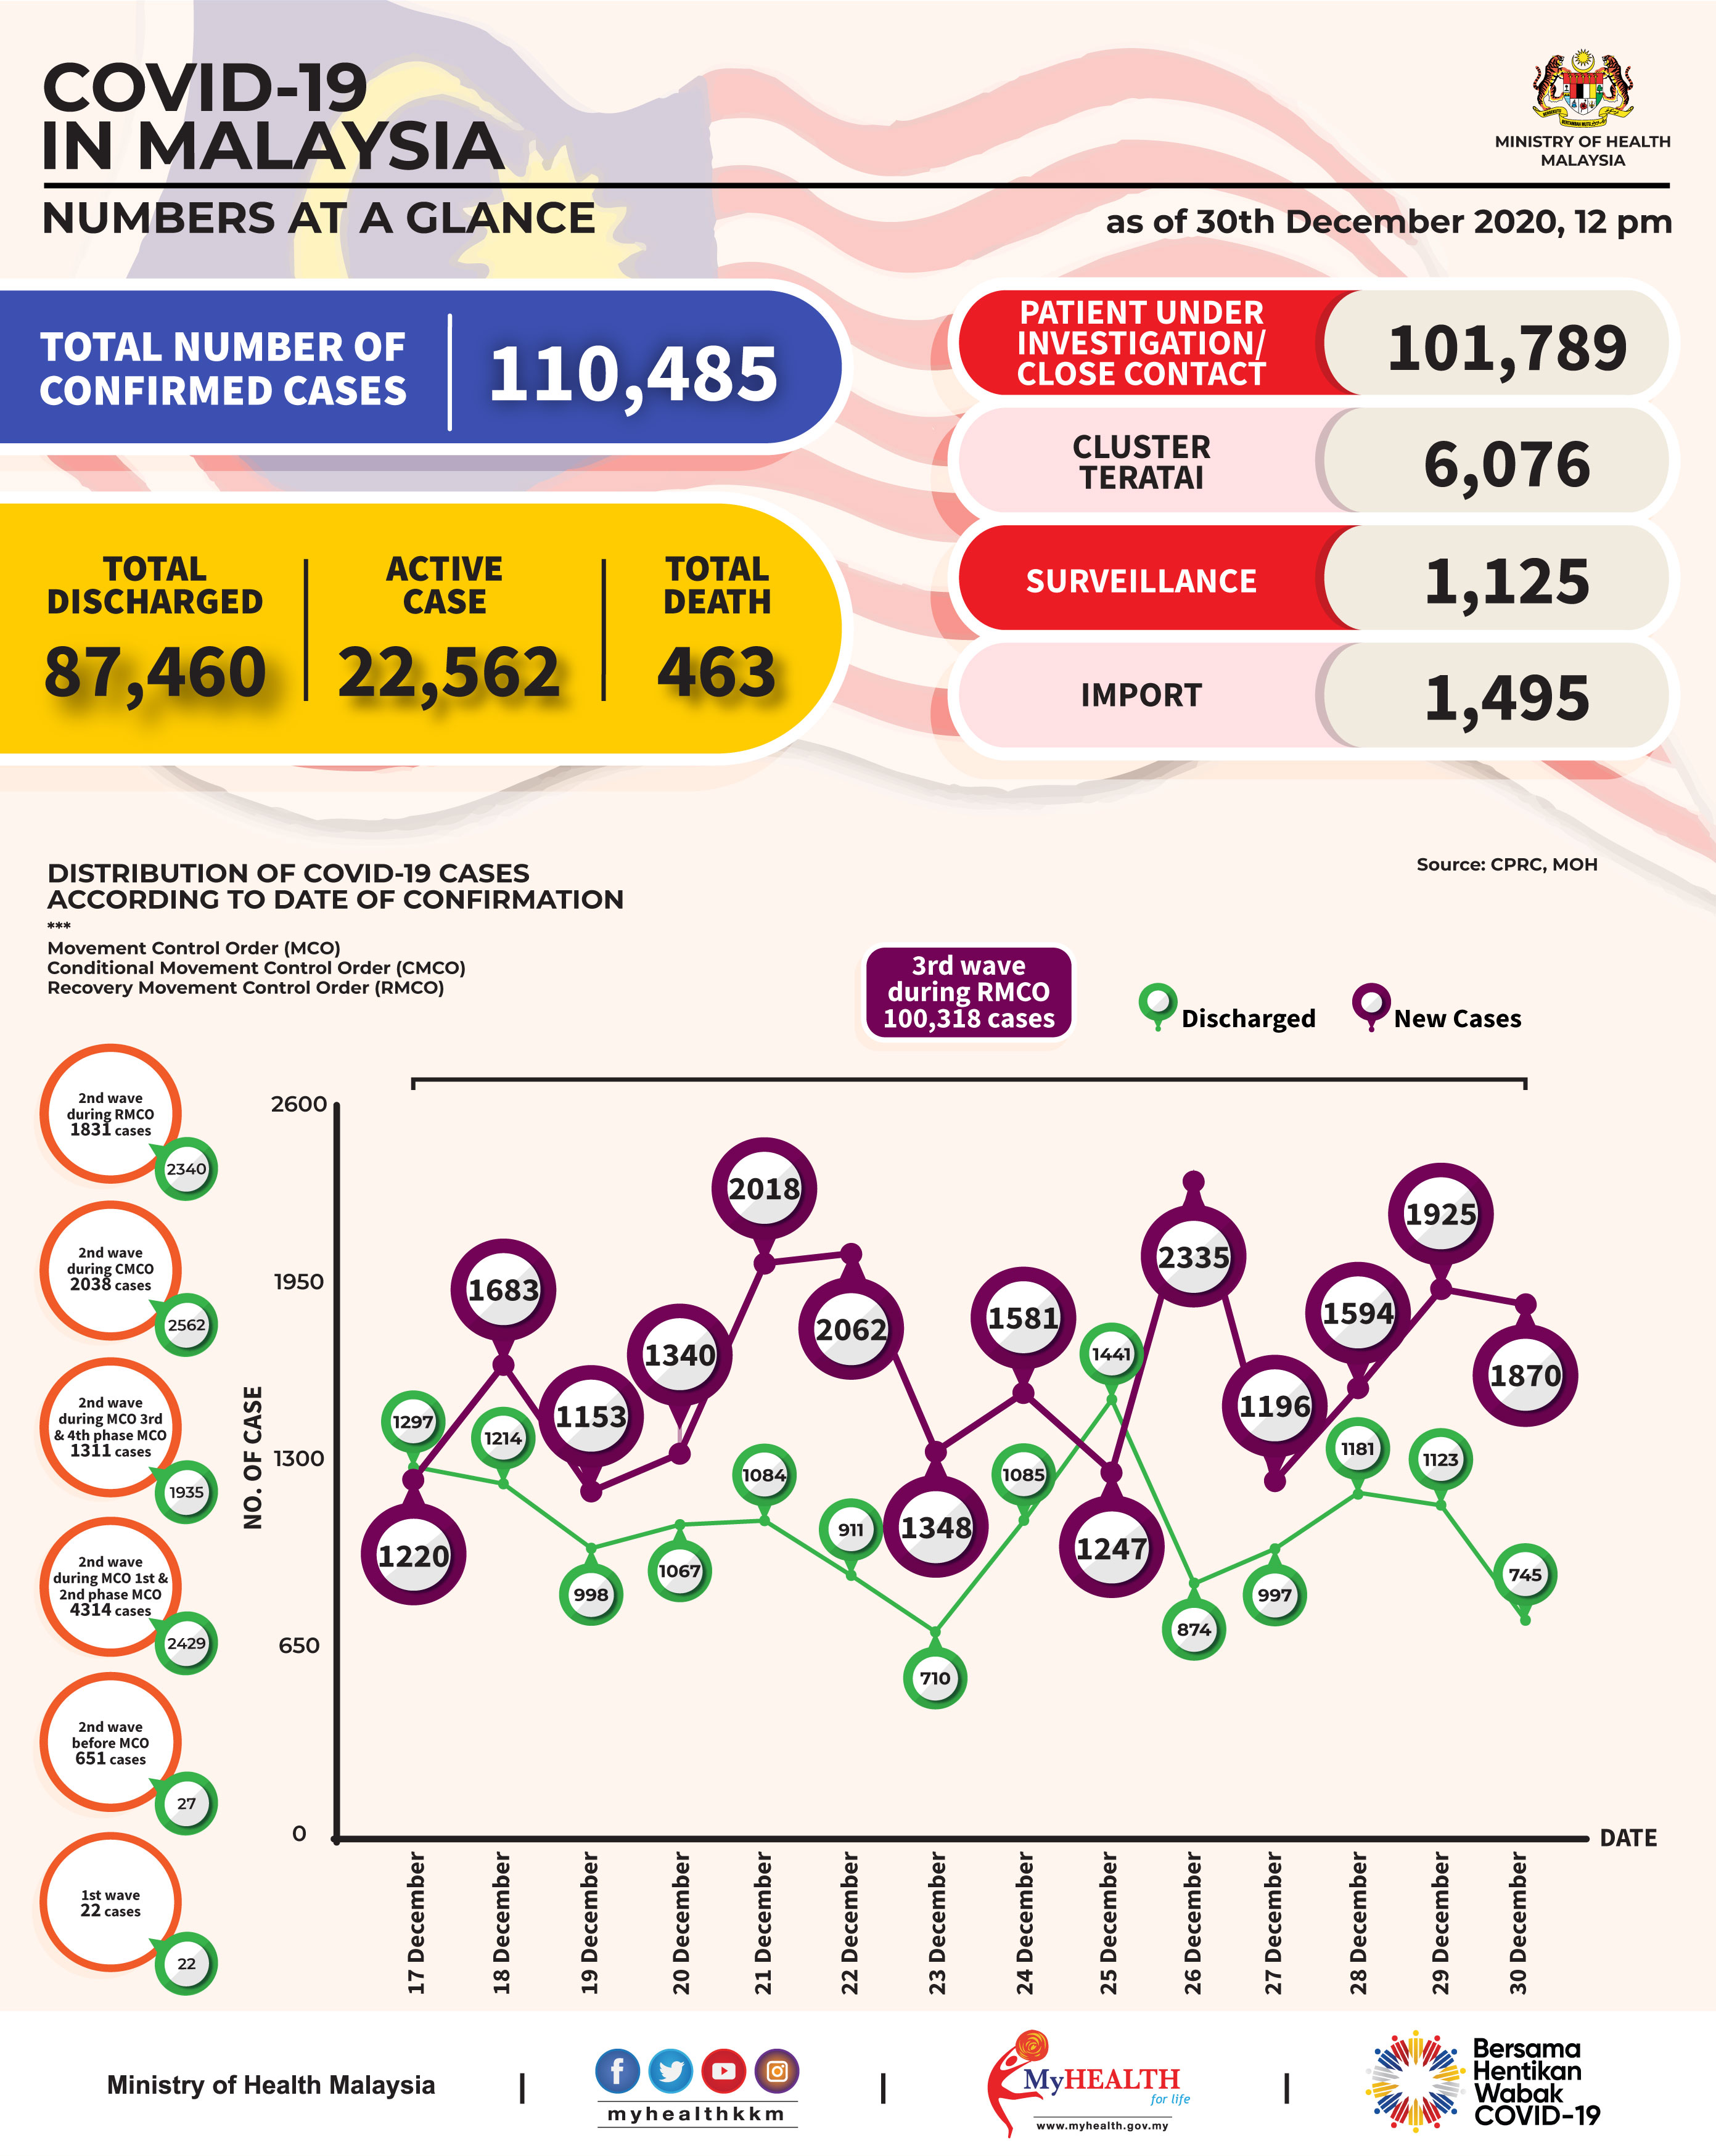 COVID-19
IN MALAYSIA
NUMBERS AT A GLANCE
MINISTRY OF HEALTH
MALAYSIA
as of 30th December 2020, 12 pm
TOTAL NUMBER OF
CONFIRMED CASES
110,485
TOTAL
DISCHARGED
87,460
ACTIVE
CASE
22,562
TOTAL
DEATH
463
PATIENT UNDER
INVESTIGATION/
CLOSE CONTACT
101,789
CLUSTER
TERATAI
6,076
SURVEILLANCE
1,125
IMPORT
1,495
Source: CPRC, MOH
DISTRIBUTION OF COVID-19 CASES
ACCORDING TO DATE OF CONFIRMATION
***
Movement Control Order (MCO)
Conditional Movement Control Order (CMCO)
Recovery Movement Control Order (RMCO)
3rd wave
during RMCO
100,318 cases
Discharged
New Cases
2nd wave
during RMCO
1831 cases
2340
2nd wave
during CMCO
2038 cases
2562
2nd wave
during MCO 3rd
& 4th phase MCO
1311 cases
1935
2nd wave
during MCO 1st &
2nd phase MCO
4314 cases
2429
2nd wave
before MCO
651 cases
27
1st wave
22 cases
22
NO. OF CASE
2600
1950
1300
650
0
1220
1683
1153
1340
2018
2062
1348
1581
1247
2335
1196
1594
1925
1870
1297
1214
998
1067
1084
911
710
1085
1441
874
997
1181
1123
745
DATE
17 December
18 December
19 December
20 December
21 December
22 December
23 December
24 December
25 December
26 December
27 December
28 December
29 December
30 December
Ministry of Health Malaysia
myhealthkkm
MyHEALTH
for life
www.myhealth.gov.my
Bersama
Hentikan
Wabak
COVID-19